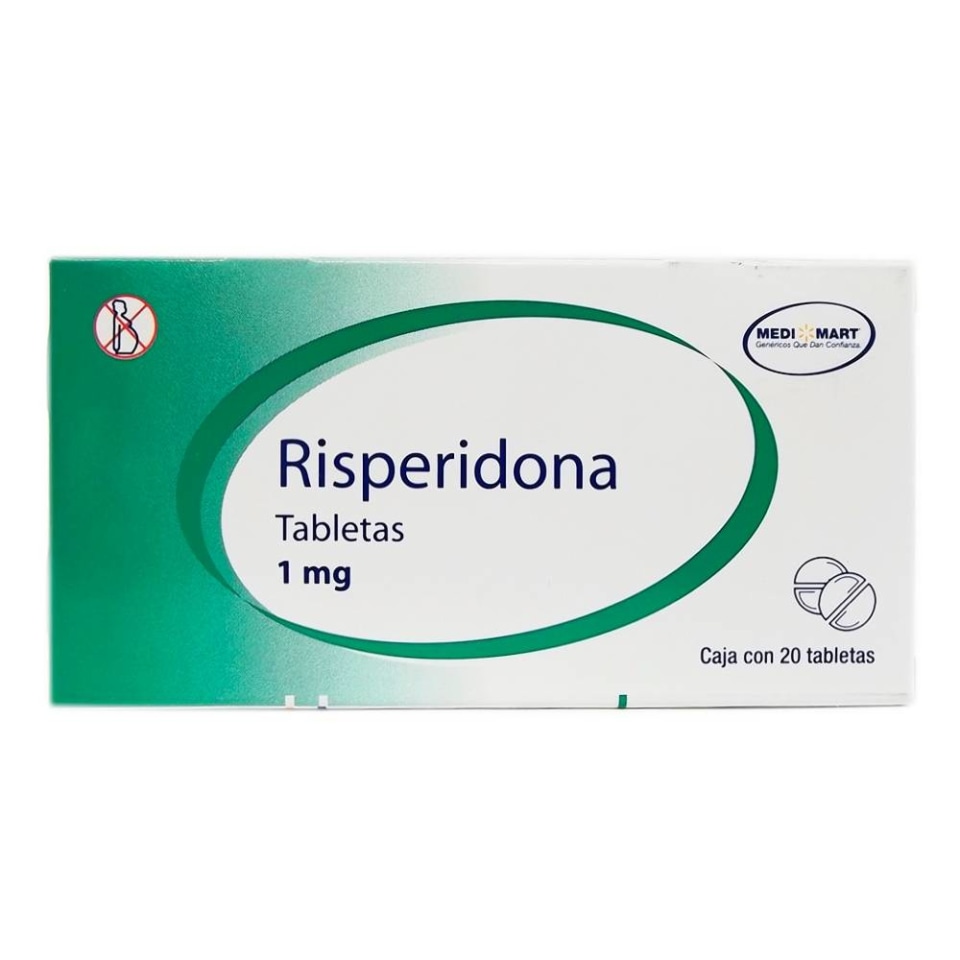 MEDI MART
Genéricos Que Dan Confianza.
Risperidona
Tabletas
1 mg
Caja con 20 tabletas